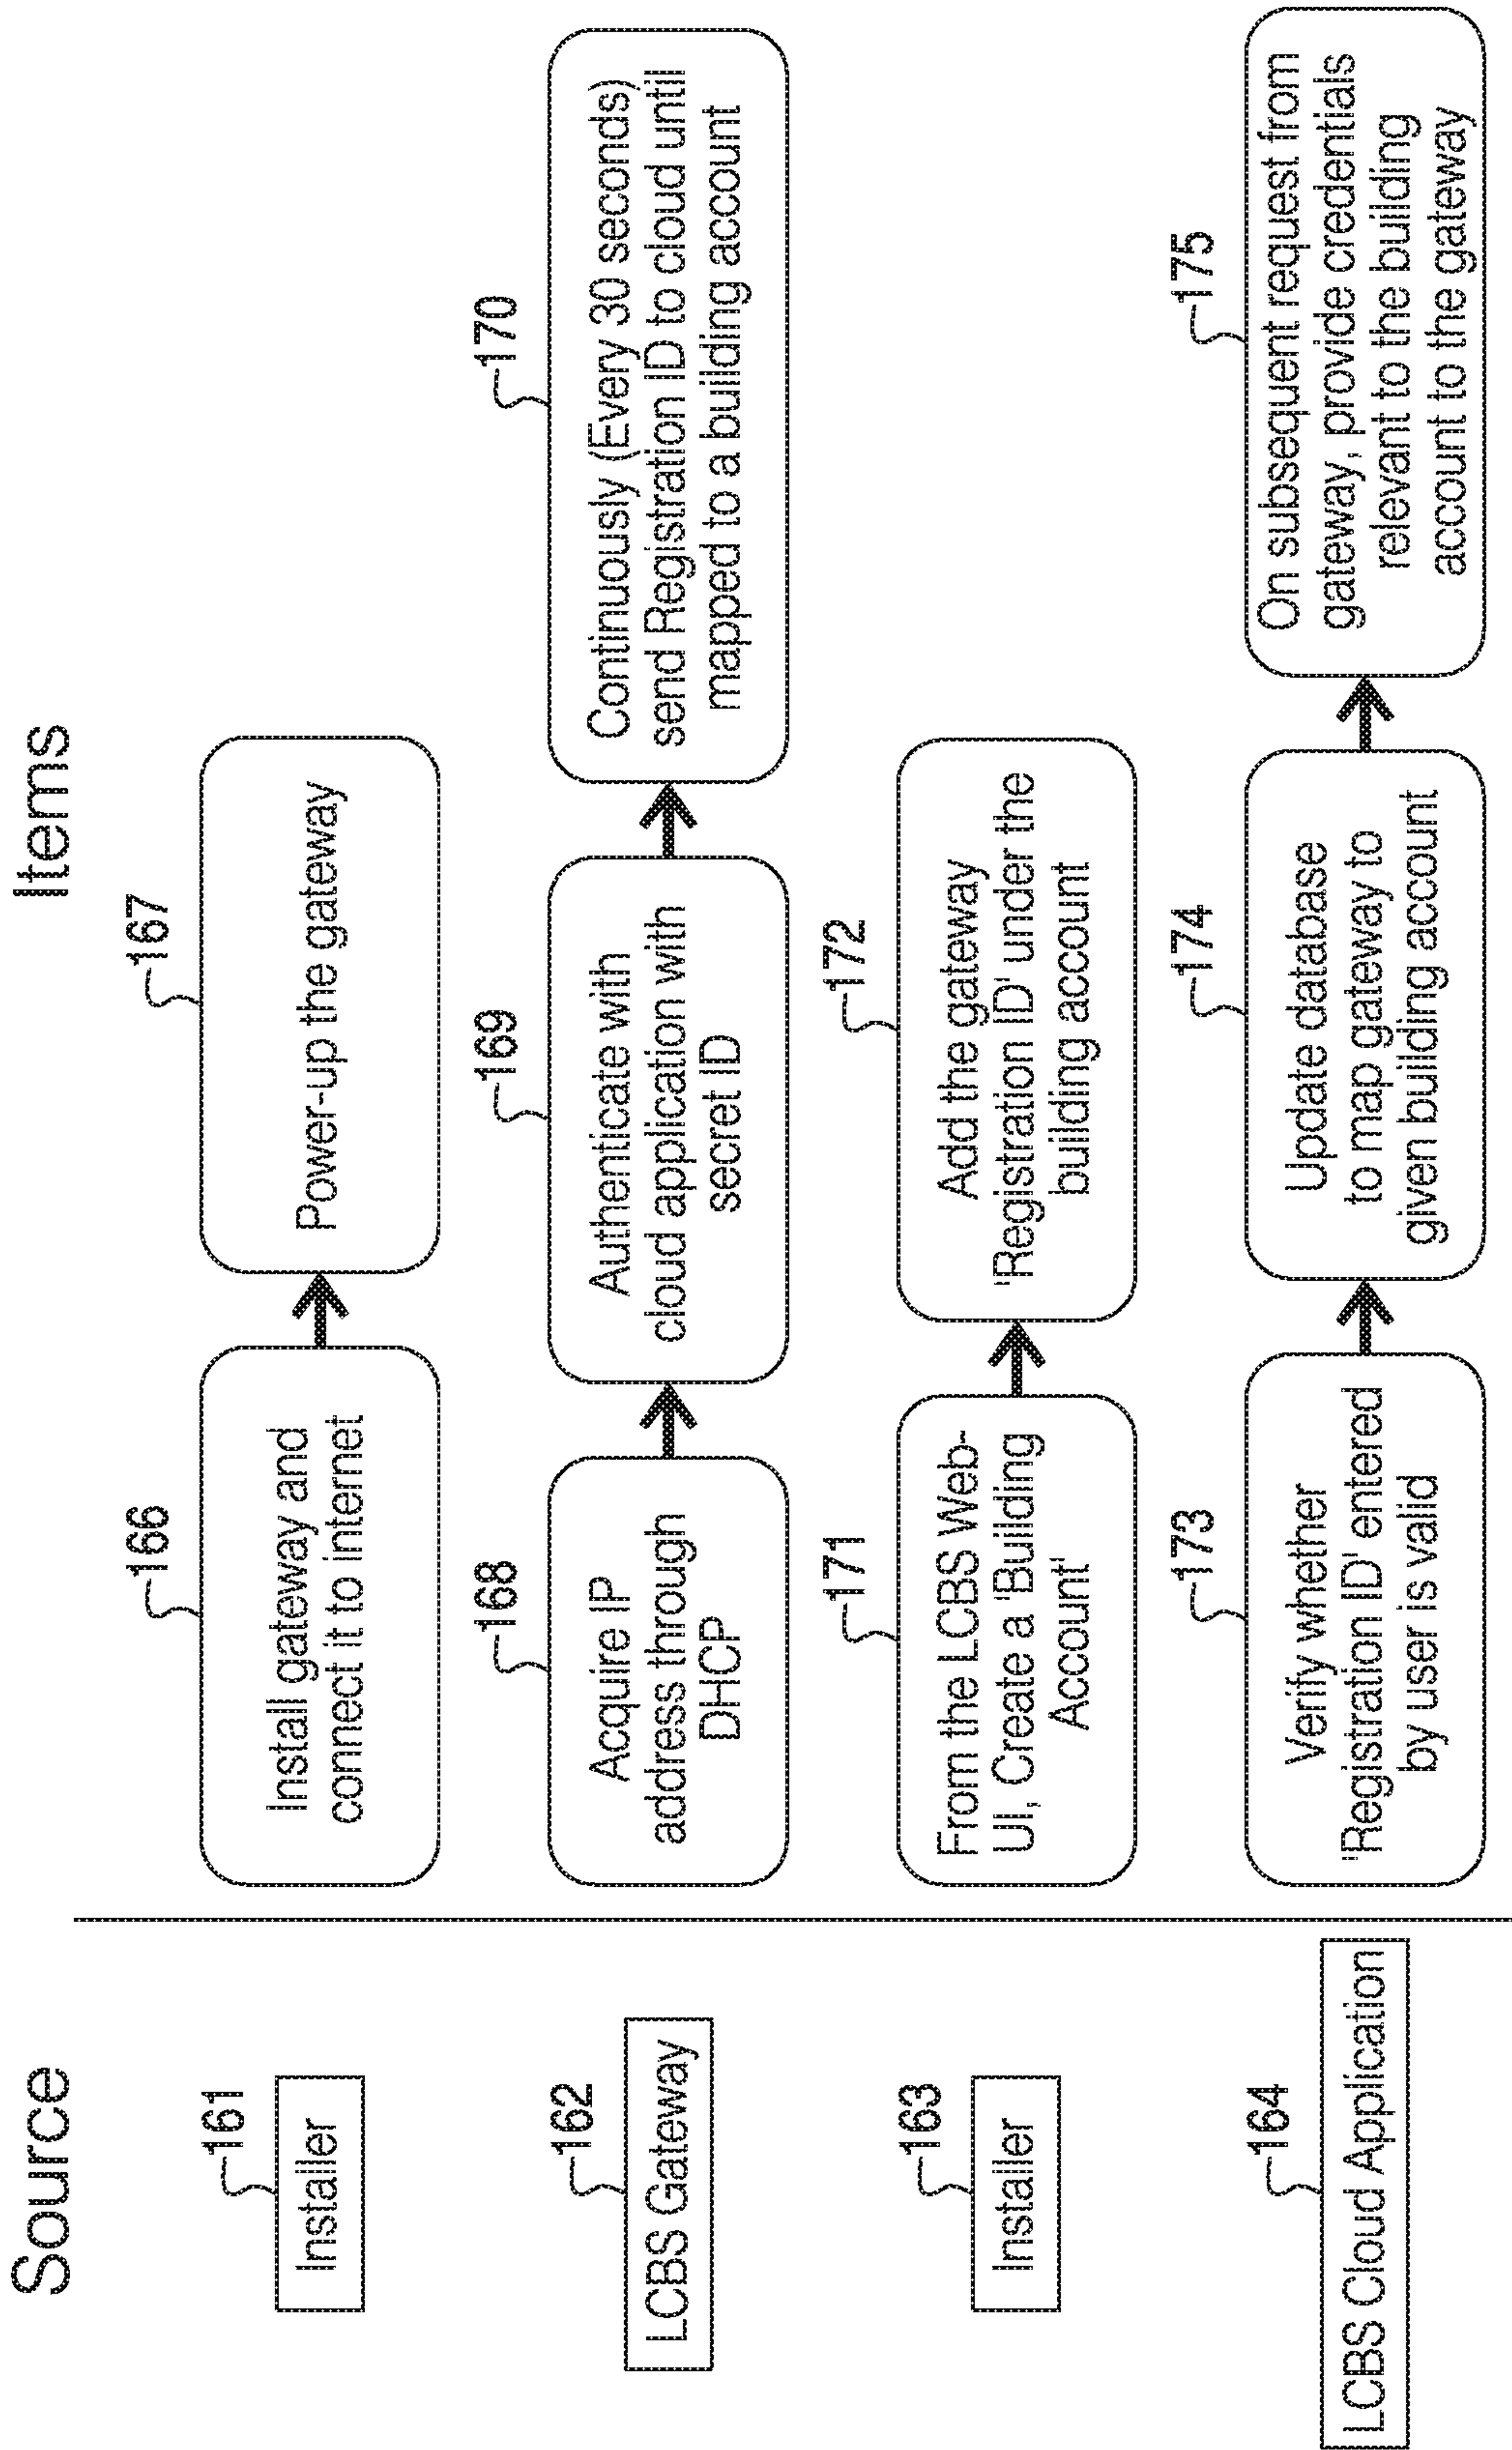 Source
Items
161
Installer
166
Install gateway and
connect it to internet
167
Power-up the gateway
162
LCBS Gateway
168
Acquire IP
address through
DHCP
169
Authenticate with
cloud application with
secret ID
170
Continuously (Every 30 seconds)
send Registration ID to cloud until
mapped to a building account
163
Installer
171
From the LCBS Web-
UI, Create a 'Building
Account'
172
Add the gateway
'Registration ID' under the
building account
164
LCBS Cloud Application
173
Verify whether
'Registration ID' entered
by user is valid
174
Update database
to map gateway to
given building account
175
On subsequent request from
gateway, provide credentials
relevant to the building
account to the gateway